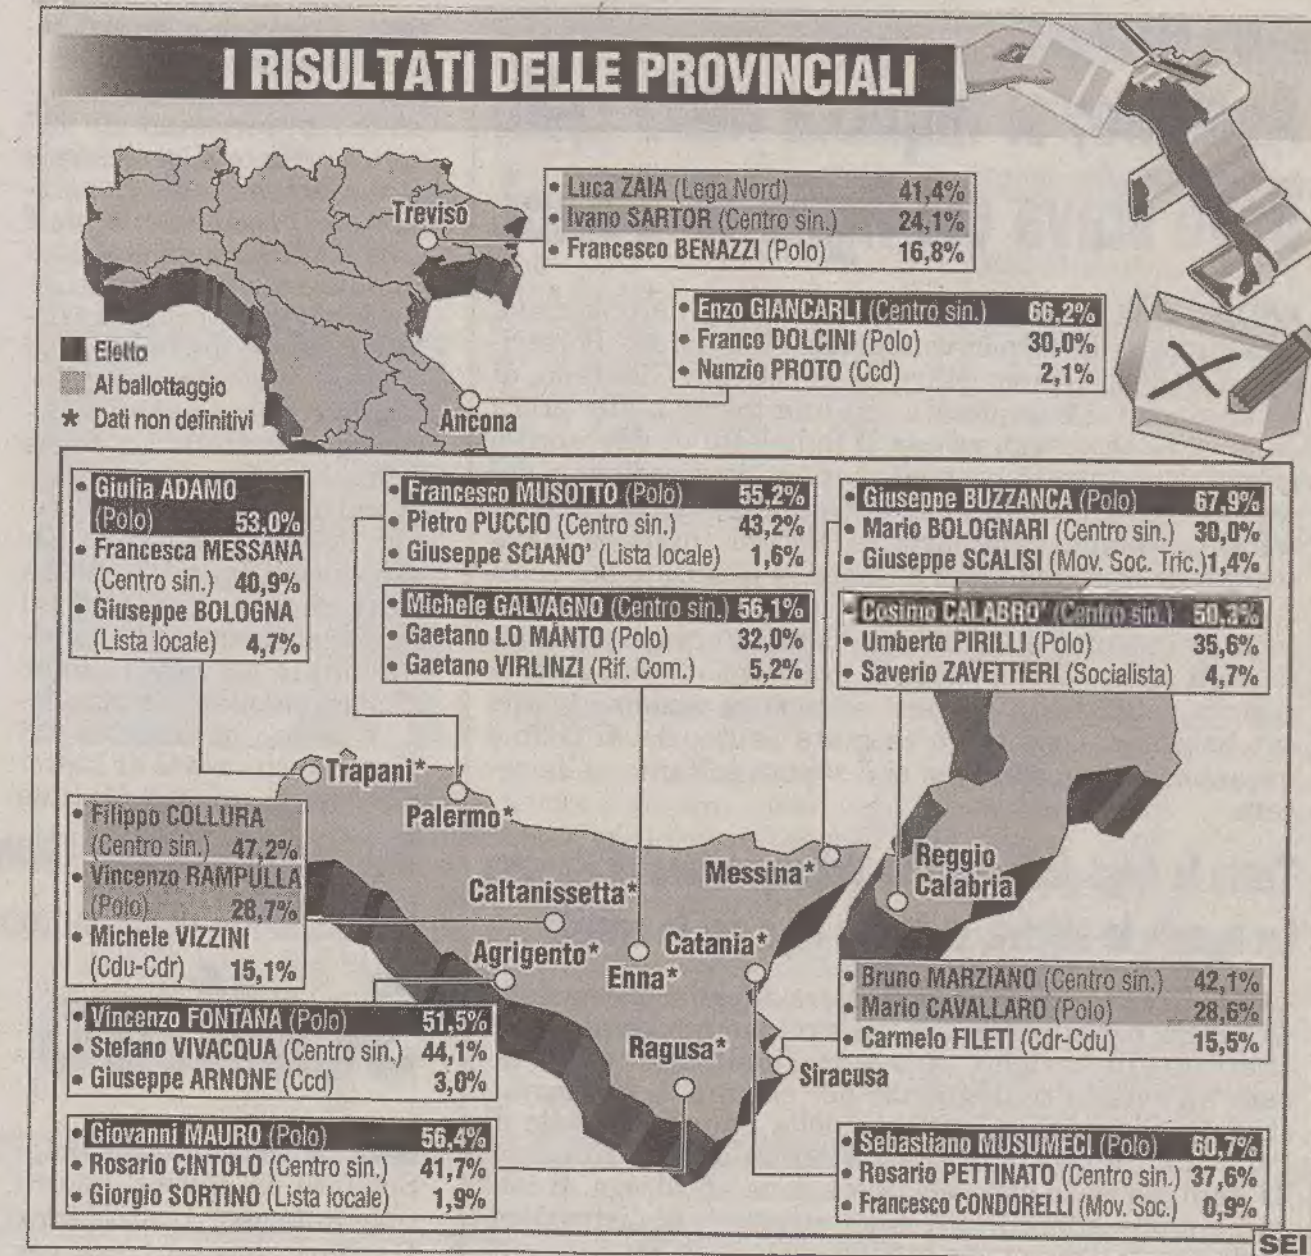 I RISULTATI DELLE PROVINCIALI
Treviso
• Luca ZAIA (Lega Nord) 41,4%
• Ivano SARTOR (Centro sin.) 24,1%
• Francesco BENAZZI (Polo) 16,8%
• Enzo GIANCARLI (Centro sin.) 66,2%
• Franco DOLCINI (Polo) 30,0%
• Nunzio PROTO (Ccd) 2,1%
Eletto
Al ballottaggio
* Dati non definitivi
Ancona
• Giulia ADAMO
(Polo) 53,0%
• Francesca MESSANA
(Centro sin.) 40,9%
• Giuseppe BOLOGNA
(Lista locale) 4,7%
• Francesco MUSOTTO (Polo) 55,2%
• Pietro PUCCIO (Centro sin.) 43,2%
• Giuseppe SCIANO' (Lista locale) 1,6%
• Giuseppe BUZZANCA (Polo) 67,9%
• Mario BOLOGNARI (Centro sin.) 30,0%
• Giuseppe SCALISI (Mov. Soc. Tric.) 1,4%
• Michele GALVAGNO (Centro sin.) 56,1%
• Gaetano LO MANTO (Polo) 32,0%
• Gaetano VIRLINZI (Rif. Com.) 5,2%
• Cosimo CALABRO' (Centro sin.) 50,3%
• Umberto PIRILLI (Polo) 35,6%
• Saverio ZAVETTIERI (Socialista) 4,7%
Trapani*
Palermo*
• Filippo COLLURA
(Centro sin.) 47,2%
• Vincenzo RAMPULLA
(Polo) 28,7%
• Michele VIZZINI
(Cdu-Cdr) 15,1%
Messina*
Reggio
Calabria
Caltanissetta*
Agrigento*
Enna*
Catania*
• Bruno MARZIANO (Centro sin.) 42,1%
• Mario CAVALLARO (Polo) 28,6%
• Carmelo FILETI (Cdr-Cdu) 15,5%
• Vincenzo FONTANA (Polo) 51,5%
• Stefano VIVACQUA (Centro sin.) 44,1%
• Giuseppe ARNONE (Ccd) 3,0%
Ragusa*
Siracusa
• Giovanni MAURO (Polo) 56,4%
• Rosario CINTOLO (Centro sin.) 41,7%
• Giorgio SORTINO (Lista locale) 1,9%
• Sebastiano MUSUMECI (Polo) 60,7%
• Rosario PETTINATO (Centro sin.) 37,6%
• Francesco CONDORELLI (Mov. Soc.) 0,9%
SEI